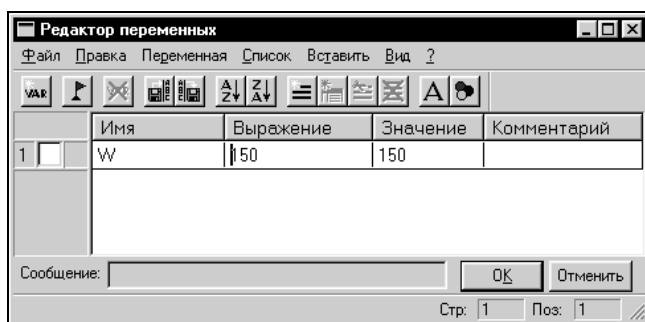 Редактор переменных
Файл Правка Переменная Список Вставить Вид ?
VAR A Z Z A A
Имя Выражение Значение Комментарий
1 W 150 150
Сообщение: OK Отменить
Стр: 1 Поз: 1